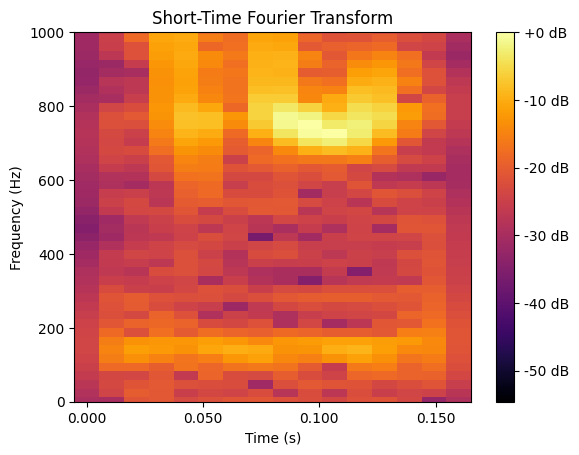 Short-Time Fourier Transform
1000
800
600
400
200
0
Frequency (Hz)
0.000
0.050
0.100
0.150
Time (s)
+0 dB
-10 dB
-20 dB
-30 dB
-40 dB
-50 dB